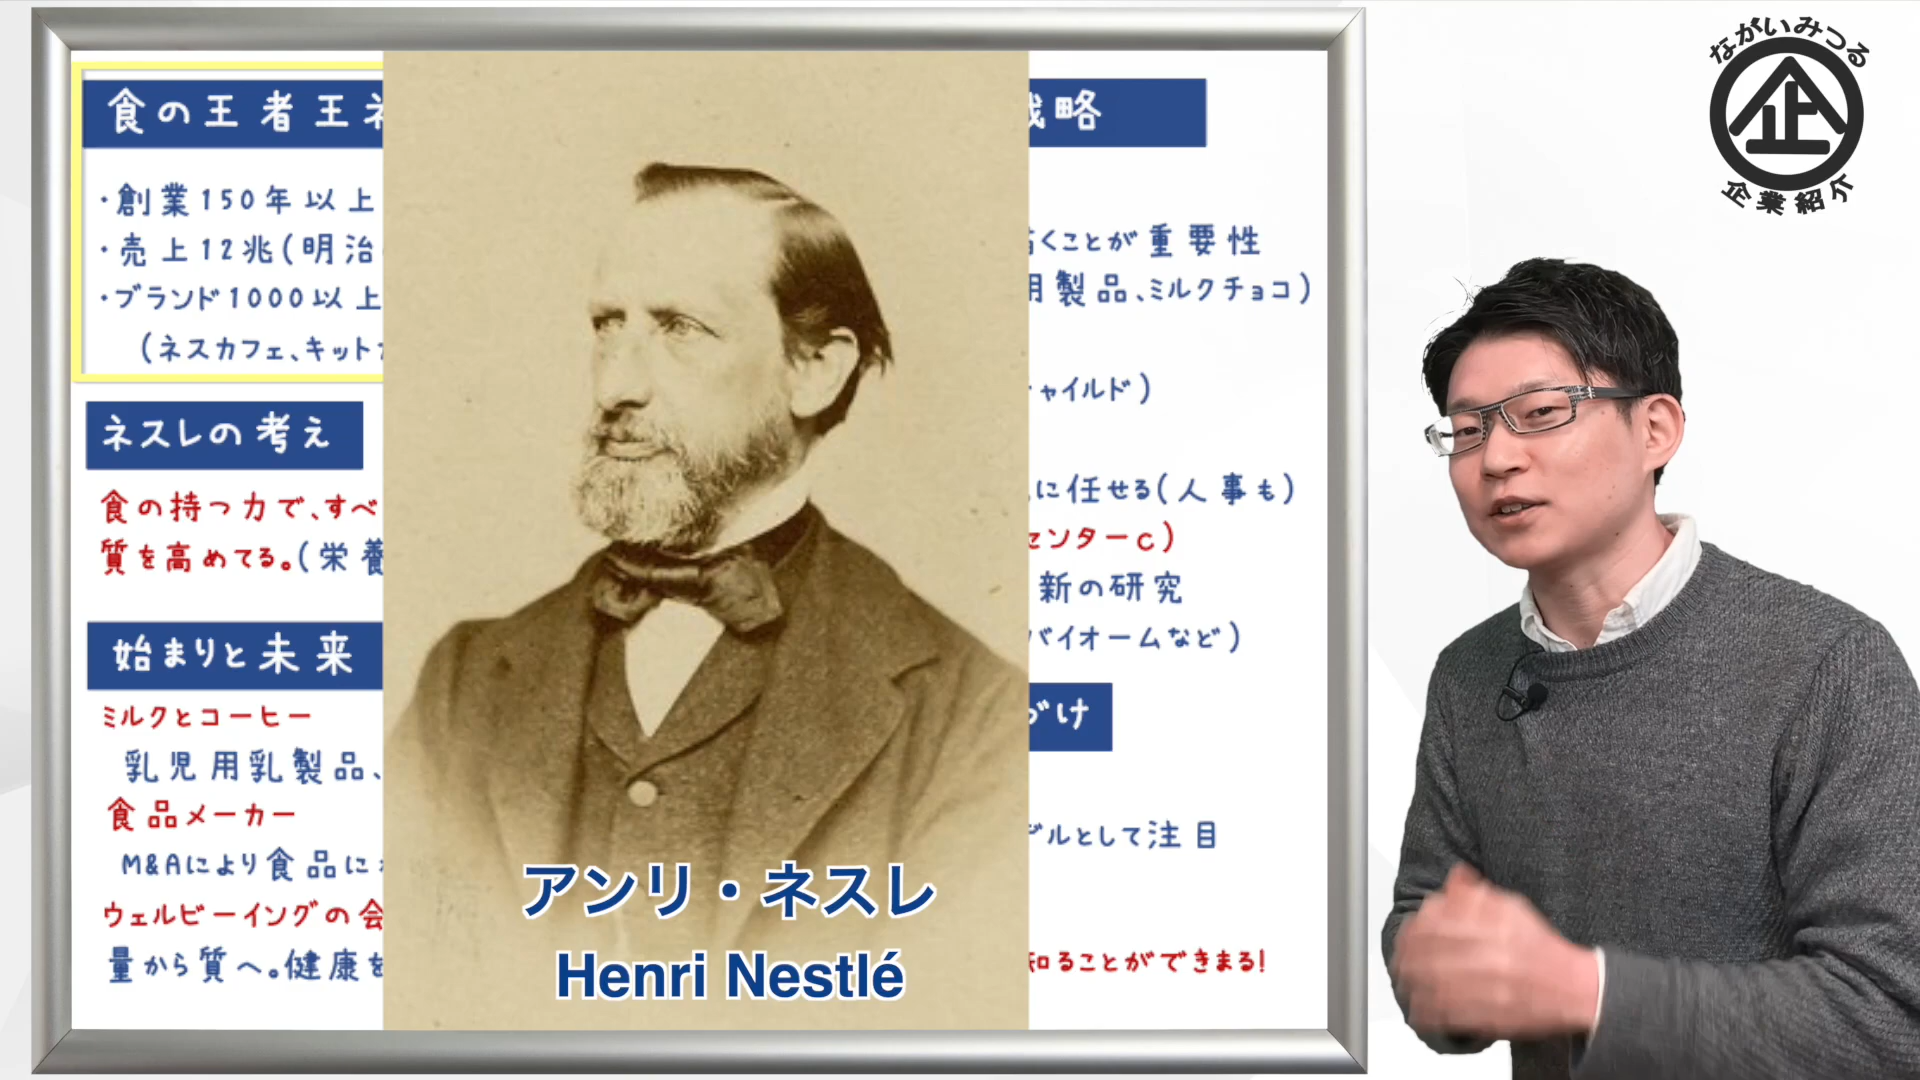 食の王者王ネ
・創業150年以上
・売上12兆(明治
・ブランド1000以上
(ネスカフェ、キット
ネスレの考え
食の持つ力で、すべ
質を高めてる。(栄養
始まりと未来
ミルクとコーヒー
乳児用乳製品、
食品メーカー
M&Aにより食品に
ウェルビーイングの会
量から質へ。健康を
アンリ・ネスレ
Henri Nestlé
戦略
くことが重要性
製品、ミルクチョコ)
ャイルド)
に任せる(人事も)
センターc)
新の研究
バイオームなど)
づけ
デルとして注目
知ることができまる!
ながいみつる
企
企業紹介